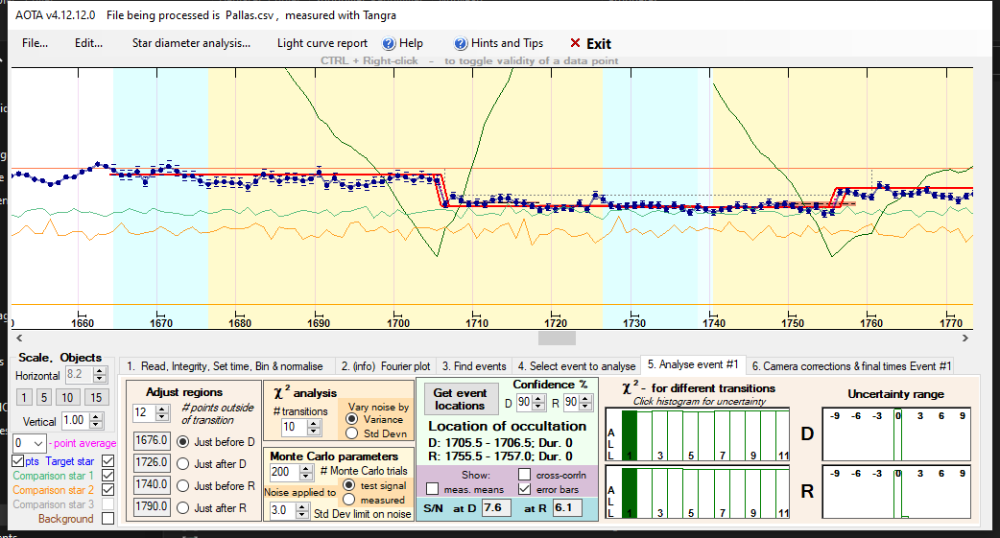 AOTA v4.12.12.0 File being processed is Pallas.csv , measured with Tangra
File... Edit... Star diameter analysis... Light curve report Help Hints and Tips Exit
CTRL + Right-click - to toggle validity of a data point
1660 1670 1680 1690 1700 1710 1720 1730 1740 1750 1760 1770
Scale, Objects
Horizontal 8.2
1 5 10 15
Vertical 1.00
0 - point average
pts Target star
Comparison star 1
Comparison star 2
Comparison star 3
Background
1. Read, Integrity, Set time, Bin & normalise 2. (info) Fourier plot 3. Find events 4. Select event to analyse 5. Analyse event #1 6. Camera corrections & final times Event #1
Adjust regions
12 # points outside
of transition
1676.0 Just before D
1726.0 Just after D
1740.0 Just before R
1790.0 Just after R
χ² analysis
# transitions
10
Vary noise by
Variance
Std Devn
Monte Carlo parameters
200 # Monte Carlo trials
Noise applied to test signal
measured
3.0 Std Dev limit on noise
Get event
locations
Confidence %
D 90 R 90
Location of occultation
D: 1705.5 - 1706.5; Dur. 0
R: 1755.5 - 1757.0; Dur. 0
Show: cross-corrln
meas. means error bars
S/N at D 7.6 at R 6.1
χ² - for different transitions
Click histogram for uncertainty
A
L
L
1 3 5 7 9 11
A
L
L
1 3 5 7 9 11
Uncertainty range
D -9 -6 -3 0 3 6 9
R -9 -6 -3 0 3 6 9